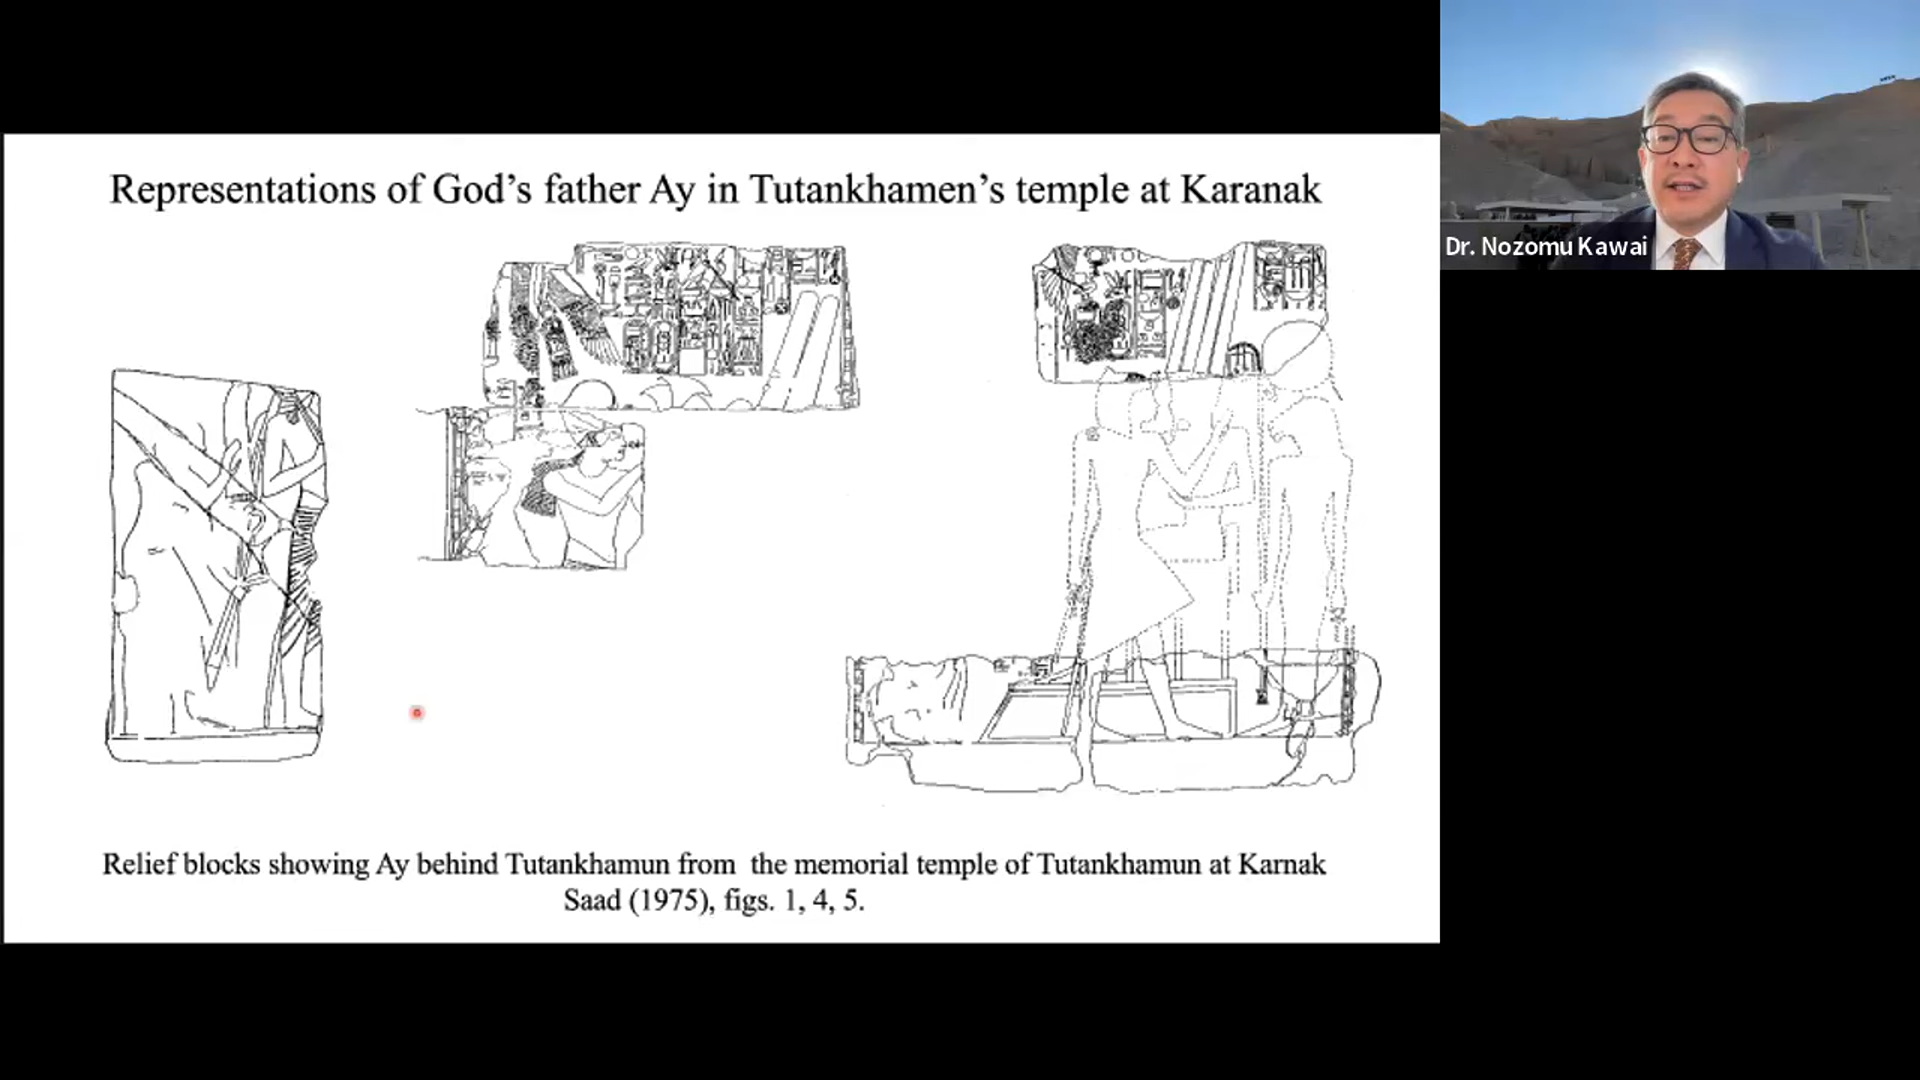 Representations of God’s father Ay in Tutankhamen’s temple at Karanak
Dr. Nozomu Kawai
Relief blocks showing Ay behind Tutankhamun from the memorial temple of Tutankhamun at Karnak
Saad (1975), figs. 1, 4, 5.